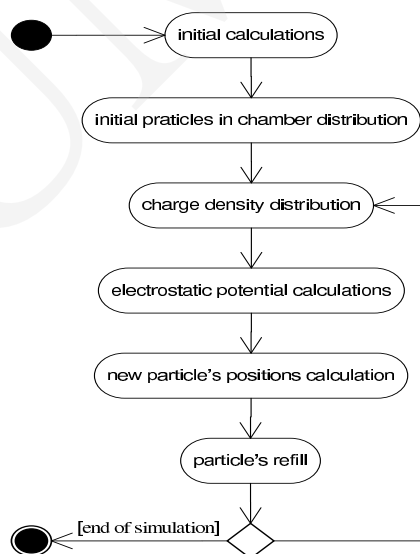 initial calculations
initial praticles in chamber distribution
charge density distribution
electrostatic potential calculations
new particle's positions calculation
particle's refill
[end of simulation]